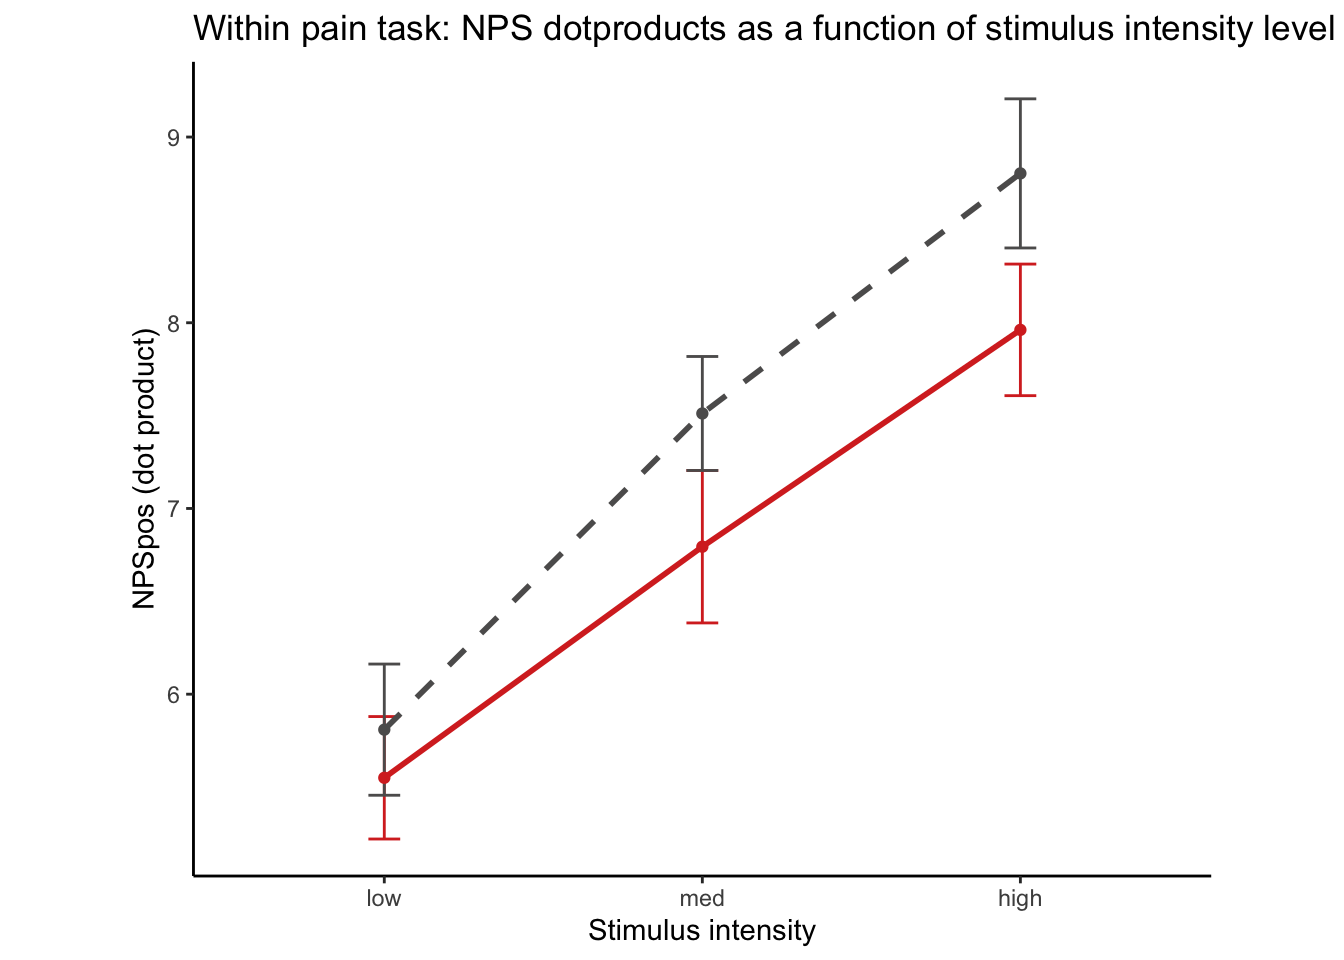 Within pain task: NPS dotproducts as a function of stimulus intensity level
9
8
7
6
NPSpos (dot product)
low med high
Stimulus intensity